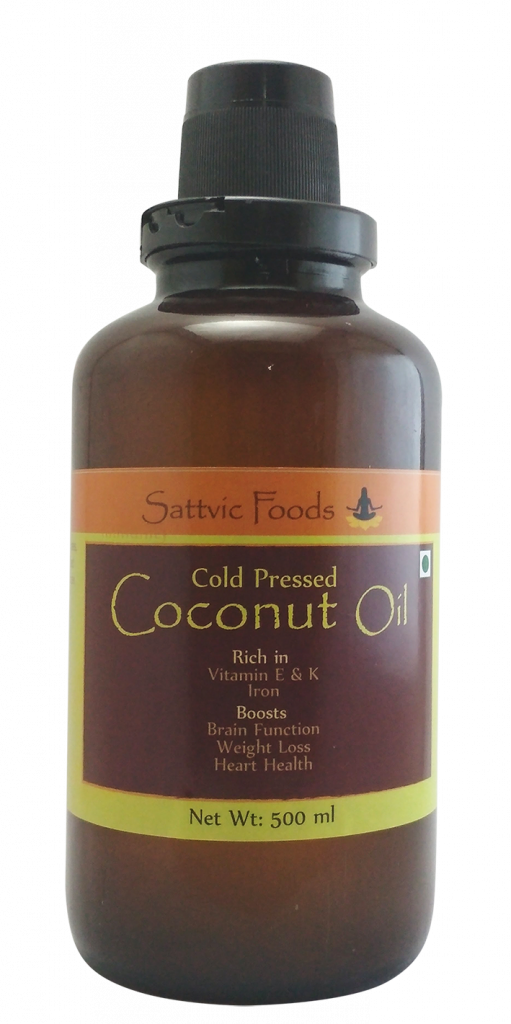 Sattvic Foods
Cold Pressed
Coconut Oil
Rich in
Vitamin E & K
Iron
Boosts
Brain Function
Weight Loss
Heart Health
Net Wt: 500 ml